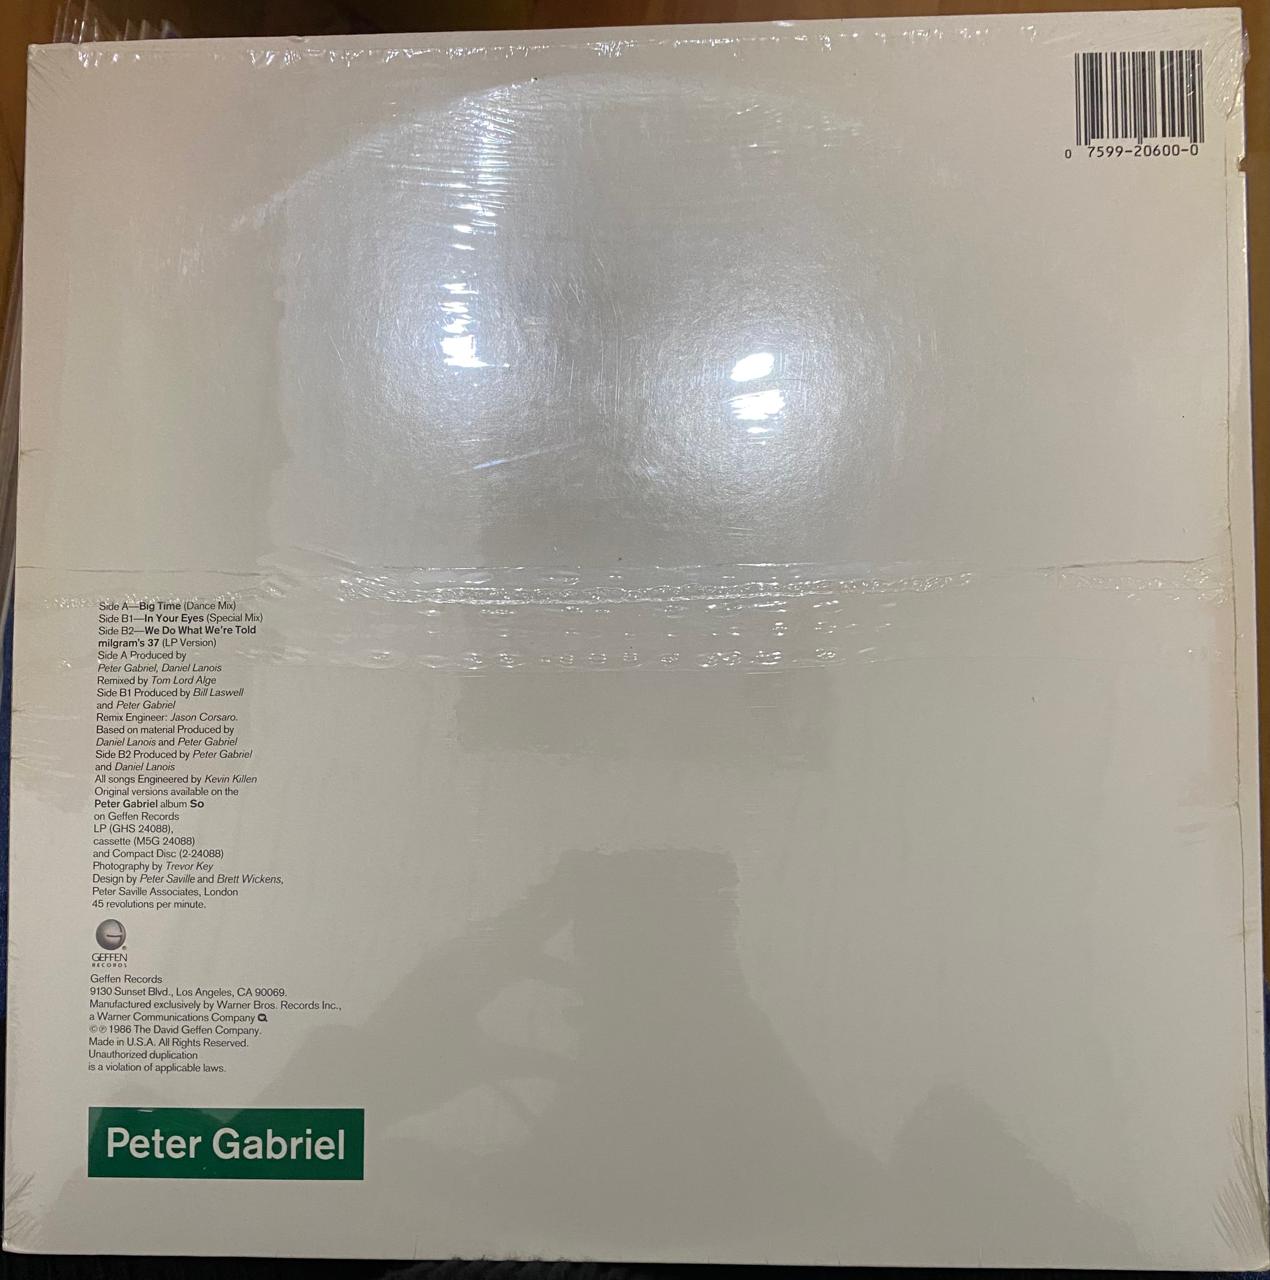 0 7599-20600-0
Side A—Big Time (Dance Mix)
Side B1—In Your Eyes (Special Mix)
Side B2—We Do What We're Told
milgram's 37 (LP Version)
Side A Produced by
Peter Gabriel, Daniel Lanois
Remixed by Tom Lord Alge
Side B1 Produced by Bill Laswell
and Peter Gabriel
Remix Engineer: Jason Corsaro.
Based on material Produced by
Daniel Lanois and Peter Gabriel
Side B2 Produced by Peter Gabriel
and Daniel Lanois
All songs Engineered by Kevin Killen
Original versions available on the
Peter Gabriel album So
on Geffen Records
LP (GHS 24088),
cassette (M5G 24088)
and Compact Disc (2-24088)
Photography by Trevor Key
Design by Peter Saville and Brett Wickens,
Peter Saville Associates, London
45 revolutions per minute.
GEFFEN
RECORDS
Geffen Records
9130 Sunset Blvd., Los Angeles, CA 90069.
Manufactured exclusively by Warner Bros. Records Inc.,
a Warner Communications Company
©℗ 1986 The David Geffen Company.
Made in U.S.A. All Rights Reserved.
Unauthorized duplication
is a violation of applicable laws.
Peter Gabriel